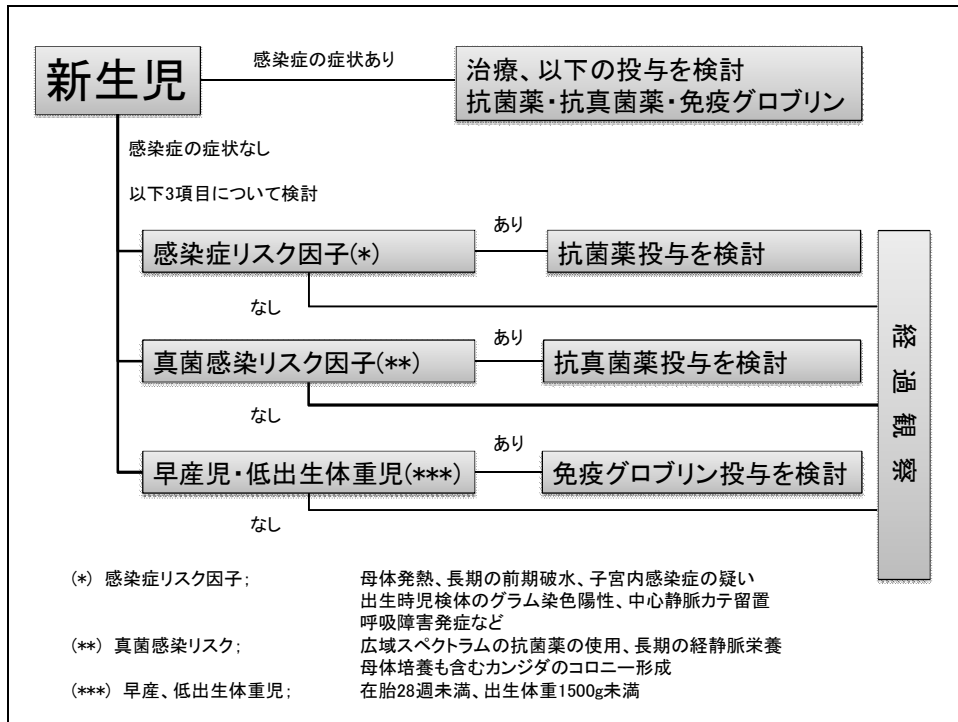 新生児
感染症の症状あり
治療、以下の投与を検討
抗菌薬・抗真菌薬・免疫グロブリン
感染症の症状なし
以下3項目について検討
感染症リスク因子(*)
あり
抗菌薬投与を検討
なし
真菌感染リスク因子(**)
あり
抗真菌薬投与を検討
なし
早産児・低出生体重児(***)
あり
免疫グロブリン投与を検討
なし
経過観察
(*) 感染症リスク因子; 母体発熱、長期の前期破水、子宮内感染症の疑い
出生時児検体のグラム染色陽性、中心静脈カテ留置
呼吸障害発症など
(**) 真菌感染リスク; 広域スペクトラムの抗菌薬の使用、長期の経静脈栄養
母体培養も含むカンジダのコロニー形成
(***) 早産、低出生体重児; 在胎28週未満、出生体重1500g未満